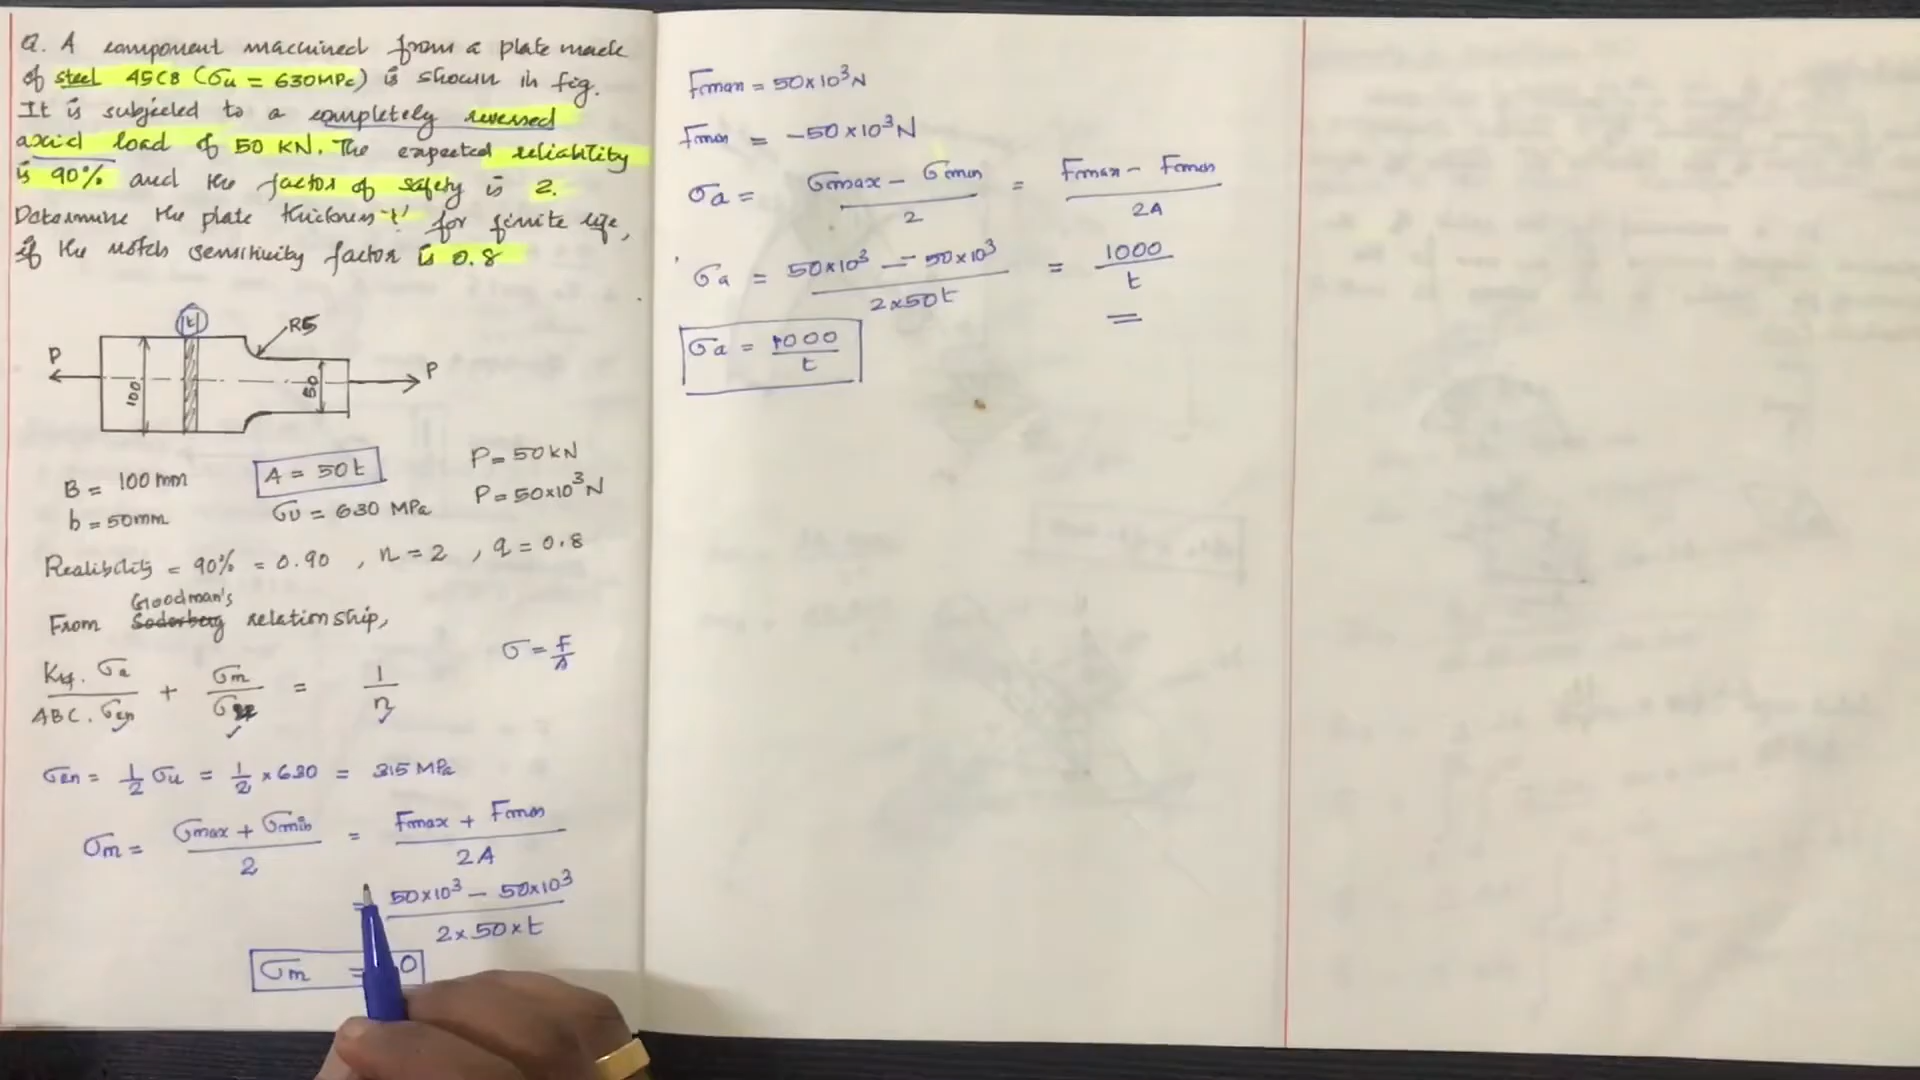 Q. A component machined from a plate made
of steel 45C8 (σu = 630MPa) is shown in fig.
It is subjected to a completely reversed
axial load of 50 KN. The expected reliability
is 90% and the factor of safety is 2.
Determine the plate thickness 't' for finite life,
if the notch sensitivity factor is 0.8
t
R5
P
P
100
50
B = 100 mm
b = 50mm
A = 50t
σu = 630 MPa
P = 50kN
P = 50×10³N
Realibility = 90% = 0.90 , n = 2 , q = 0.8
Goodman's
From Soderberg relationship,
σ = F/A
Kf. σa / ABC. σen + σm / σu = 1/n
σen = 1/2 σu = 1/2 × 630 = 315 MPa
σm = σmax + σmin / 2 = Fmax + Fmin / 2A
= 50×10³ - 50×10³ / 2×50×t
σm = 0
Fmax = 50×10³N
Fmin = -50×10³N
σa = σmax - σmin / 2 = Fmax - Fmin / 2A
σa = 50×10³ - - 50×10³ / 2×50t = 1000 / t
σa = 1000 / t